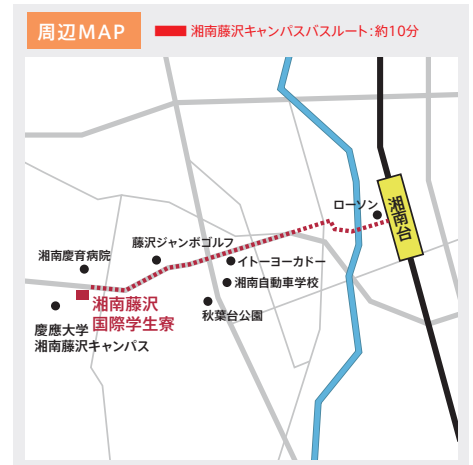 周辺MAP
湘南藤沢キャンパスバスルート：約10分
ローソン
湘南台
藤沢ジャンボゴルフ
湘南慶育病院
イトーヨーカドー
湘南自動車学校
秋葉台公園
湘南藤沢
国際学生寮
慶應大学
湘南藤沢キャンパス